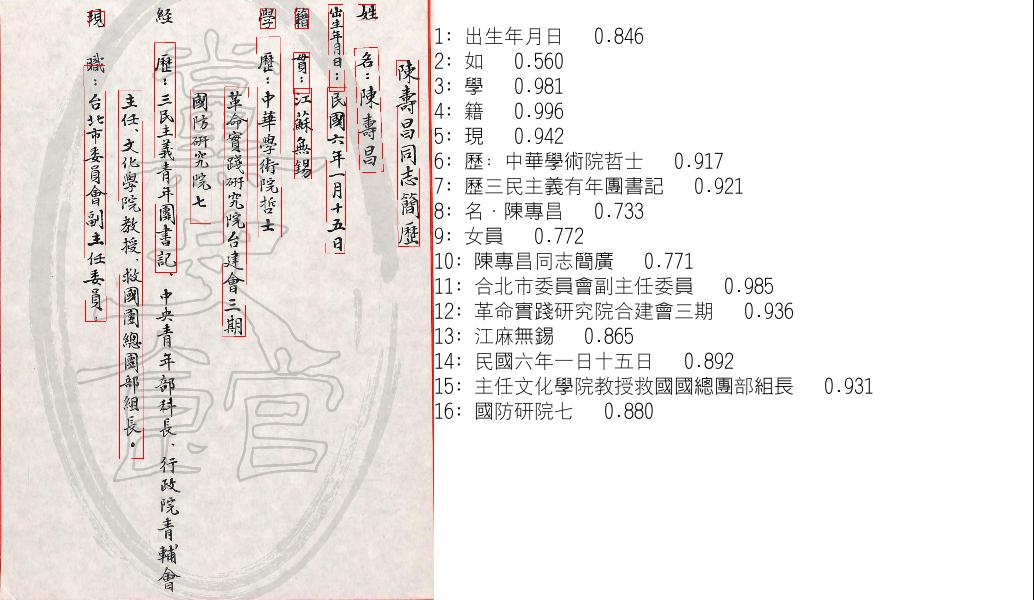 陳壽昌同志簡歷
姓 名：陳壽昌
出生年月日：民國六年一月十五日
籍 貫：江蘇無錫
學 歷：中華學術院哲士
革命實踐研究院台建會三期
國防研究院七
經 歷：三民主義青年團書記、中央青年部科長、行政院青輔會
主任、文化學院教授、救國團總團部組長。
現 職：台北市委員會副主任委員。
1: 出生年月日 0.846
2: 如 0.560
3: 學 0.981
4: 籍 0.996
5: 現 0.942
6: 歷：中華學術院哲士 0.917
7: 歷三民主義有年團書記 0.921
8: 名·陳專昌 0.733
9: 女員 0.772
10: 陳專昌同志簡廣 0.771
11: 合北市委員會副主任委員 0.985
12: 革命實踐研究院合建會三期 0.936
13: 江麻無錫 0.865
14: 民國六年一日十五日 0.892
15: 主任文化學院教授救國國總團部組長 0.931
16: 國防研院七 0.880